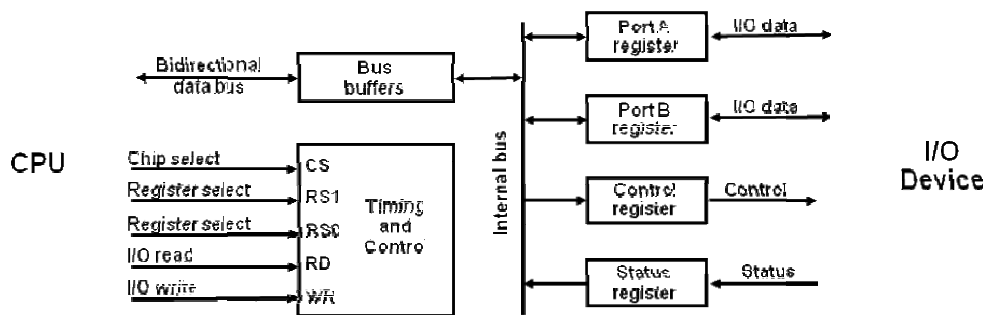 CPU
Bidirectional
data bus
Bus
buffers
Chip select
Register select
Register select
I/O read
I/O write
CS
RS1
RS0
RD
WR
Timing
and
Control
Internal bus
Port A
register
I/O data
Port B
register
I/O data
Control
register
Control
Status
register
Status
I/O
Device